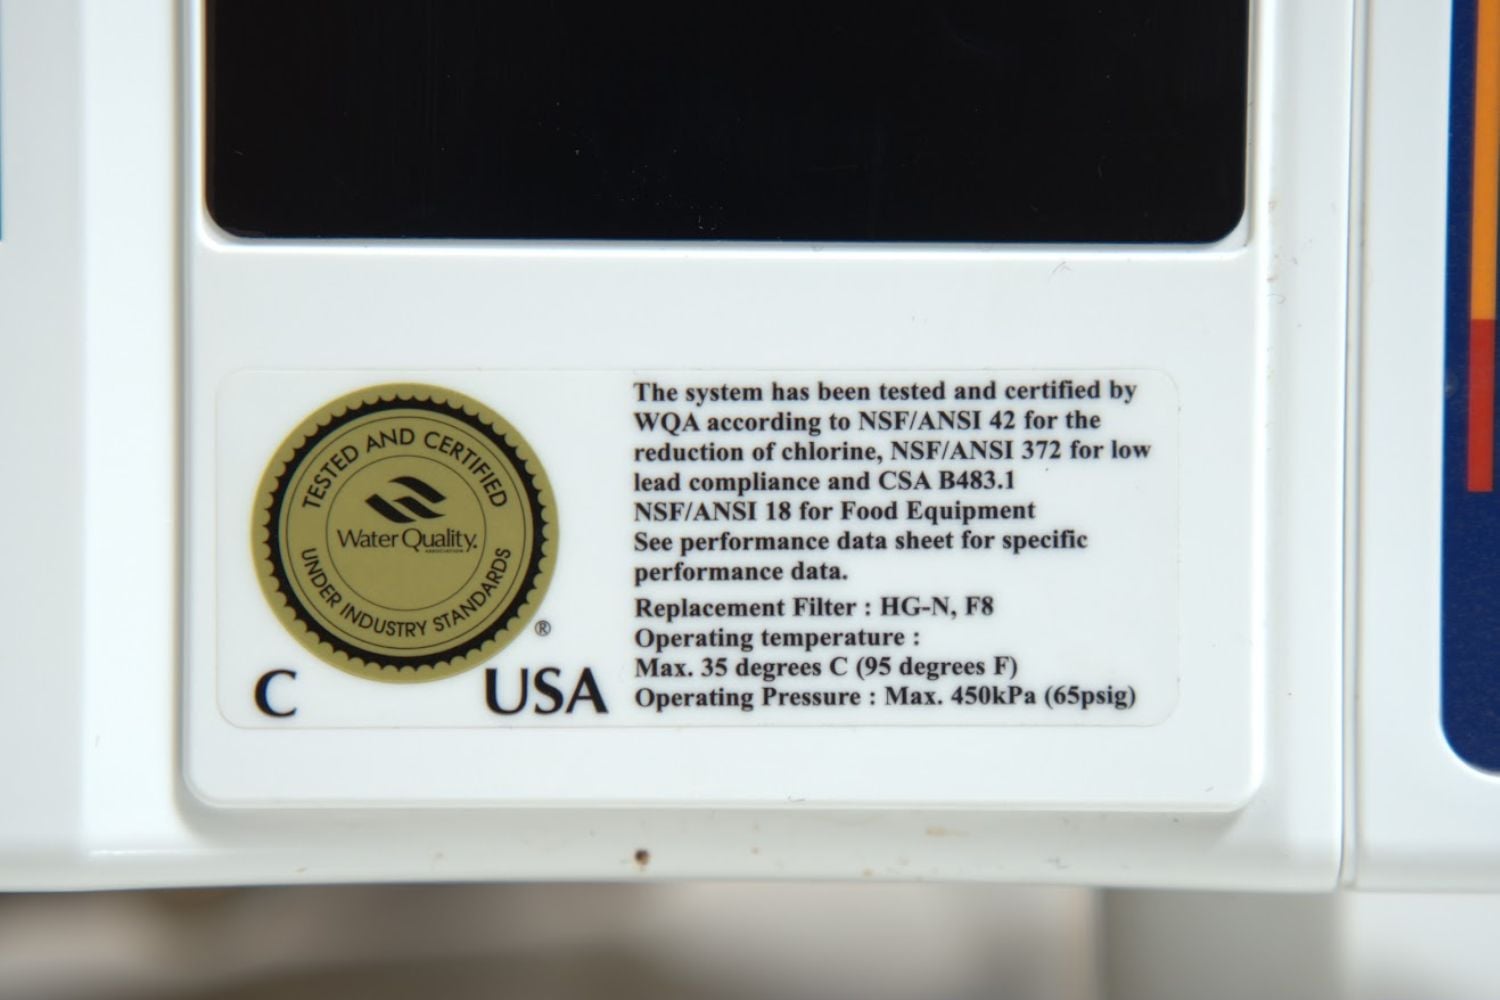 TESTED AND CERTIFIED
Water Quality
ASSOCIATION
UNDER INDUSTRY STANDARDS
®
C USA
The system has been tested and certified by
WQA according to NSF/ANSI 42 for the
reduction of chlorine, NSF/ANSI 372 for low
lead compliance and CSA B483.1
NSF/ANSI 18 for Food Equipment
See performance data sheet for specific
performance data.
Replacement Filter : HG-N, F8
Operating temperature :
Max. 35 degrees C (95 degrees F)
Operating Pressure : Max. 450kPa (65psig)